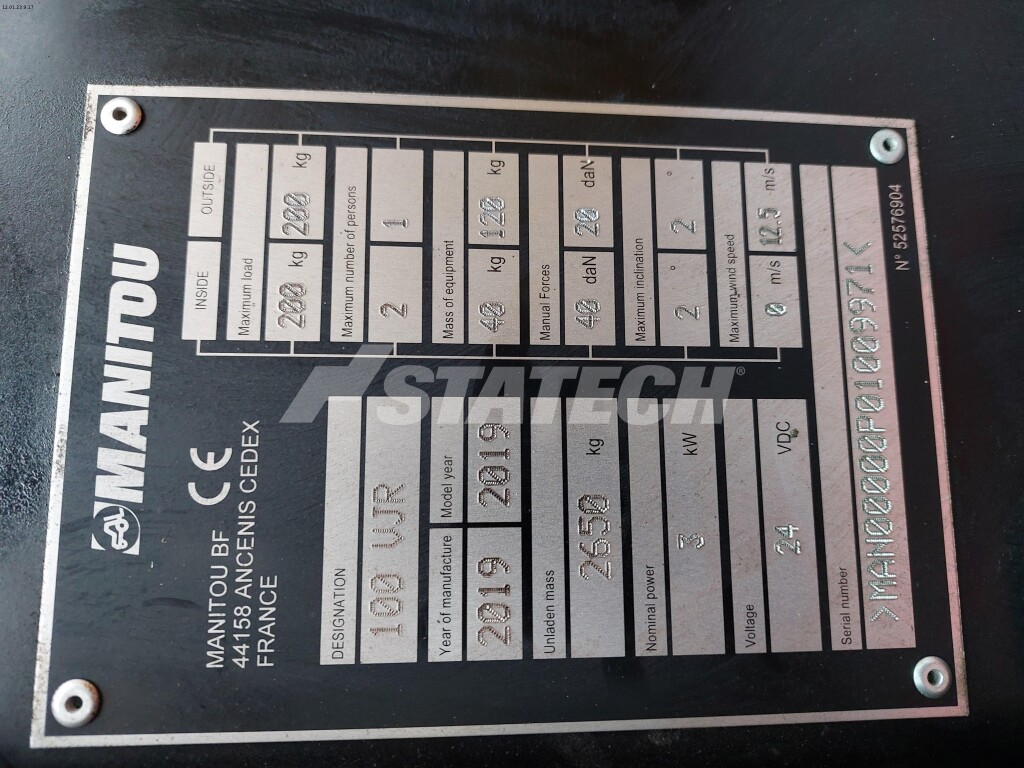 12.01.23 9:17
MANITOU
MANITOU BF CE
44158 ANCENIS CEDEX
FRANCE
DESIGNATION
100 VJR
Year of manufacture Model year
2019 2019
Unladen mass
2650 kg
Nominal power
3 kW
Voltage
24 VDC
INSIDE OUTSIDE
Maximum load
200 kg 200 kg
Maximum number of persons
2 1
Mass of equipment
40 kg 120 kg
Manual Forces
40 daN 20 daN
Maximum inclination
2 ° 2 °
Maximum wind speed
0 m/s 12.5 m/s
Serial number
>MAN00000P01009971<
N° 52576904
STATECH®